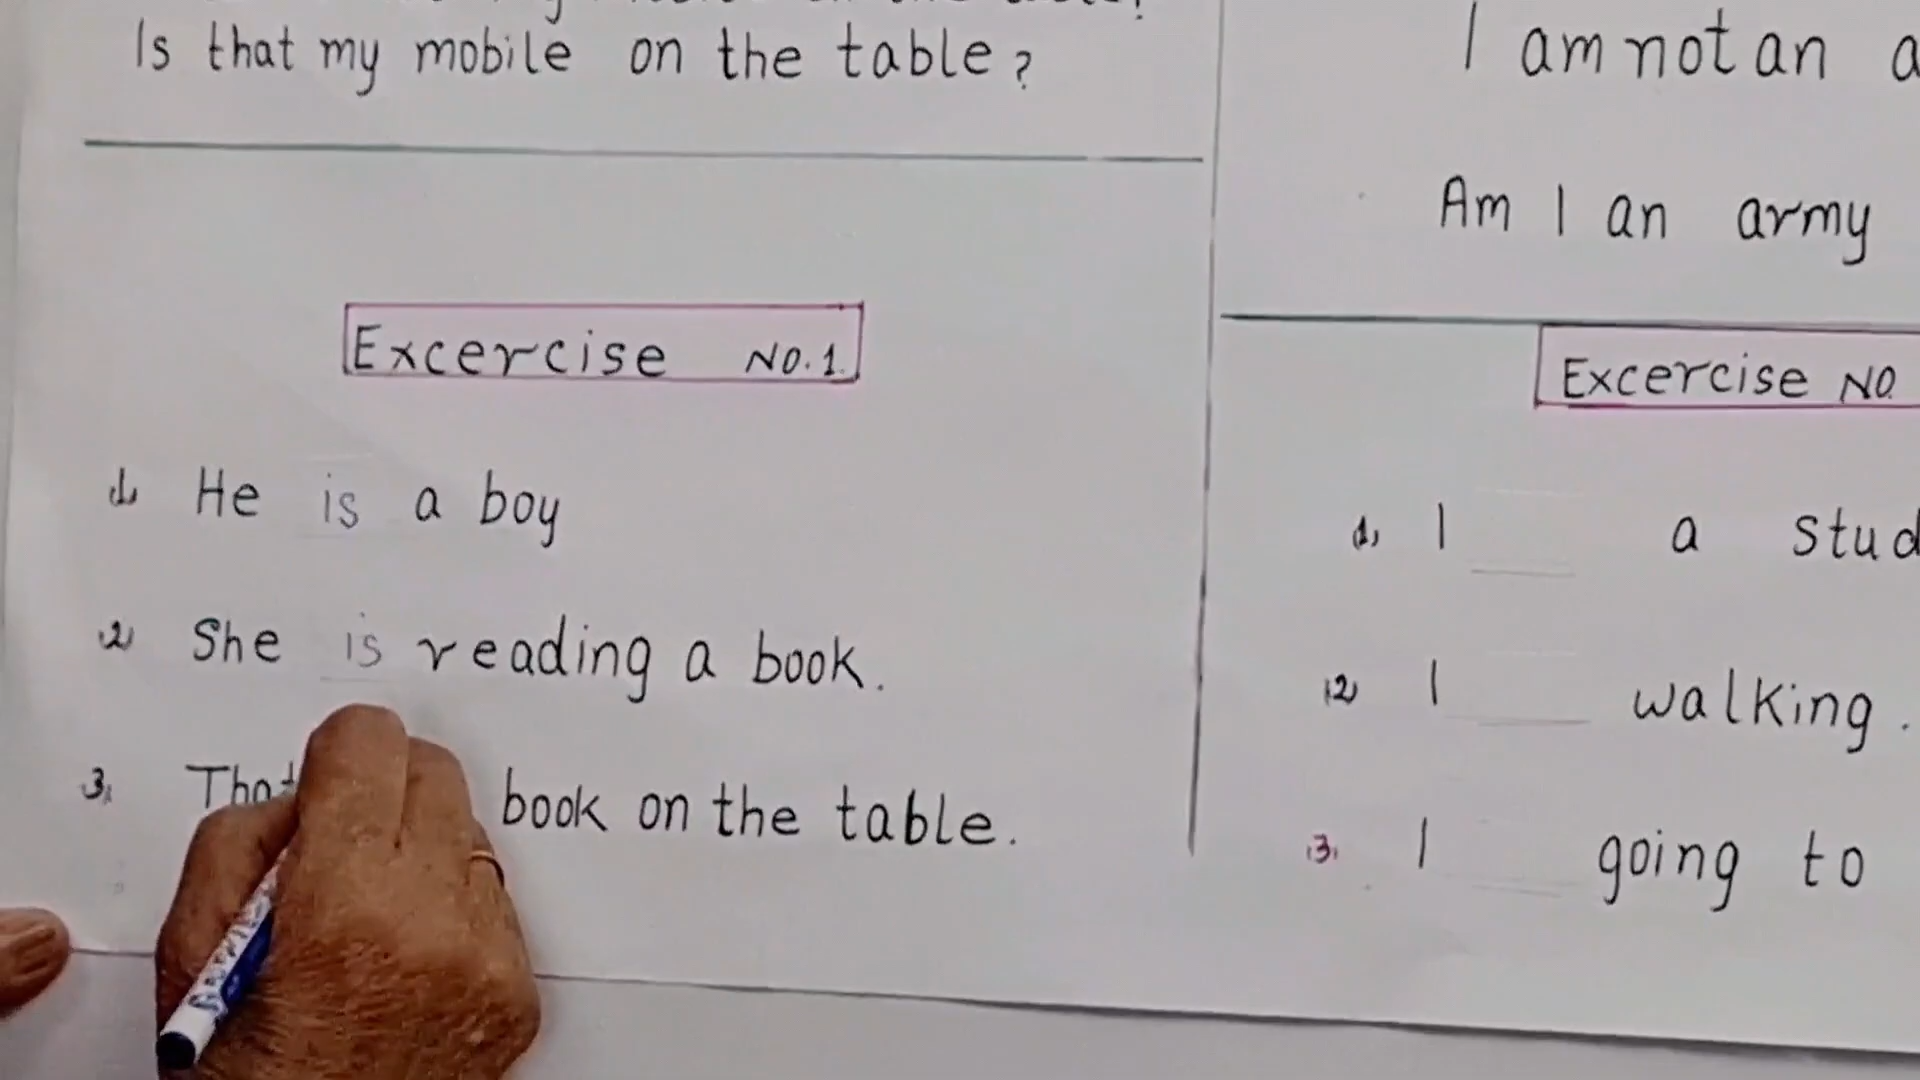 Is that my mobile on the table?
Excercise No.1.
1. He is a boy
2. She is reading a book.
3. That book on the table.
I am not an
Am I an army
Excercise NO.
1. I a stud
2. I walking.
3. I going to